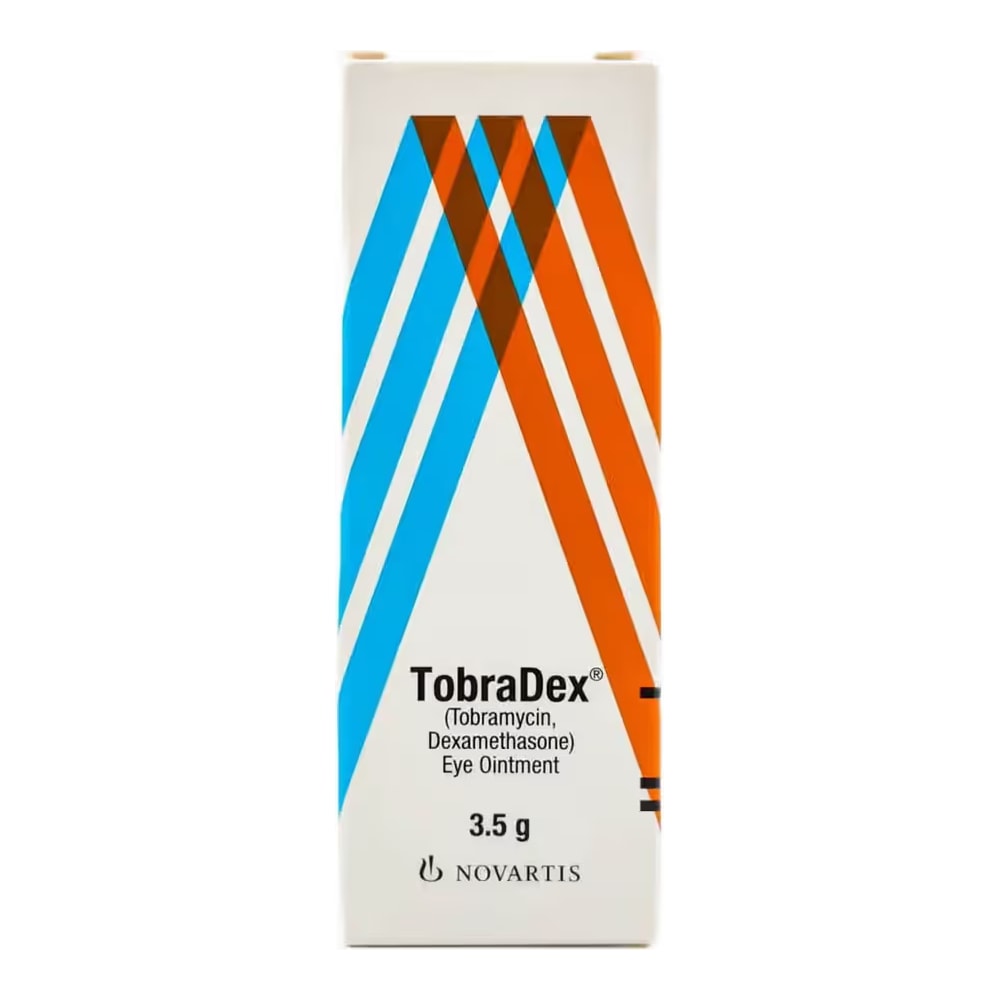 TobraDex®
(Tobramycin,
Dexamethasone)
Eye Ointment
3.5 g
NOVARTIS